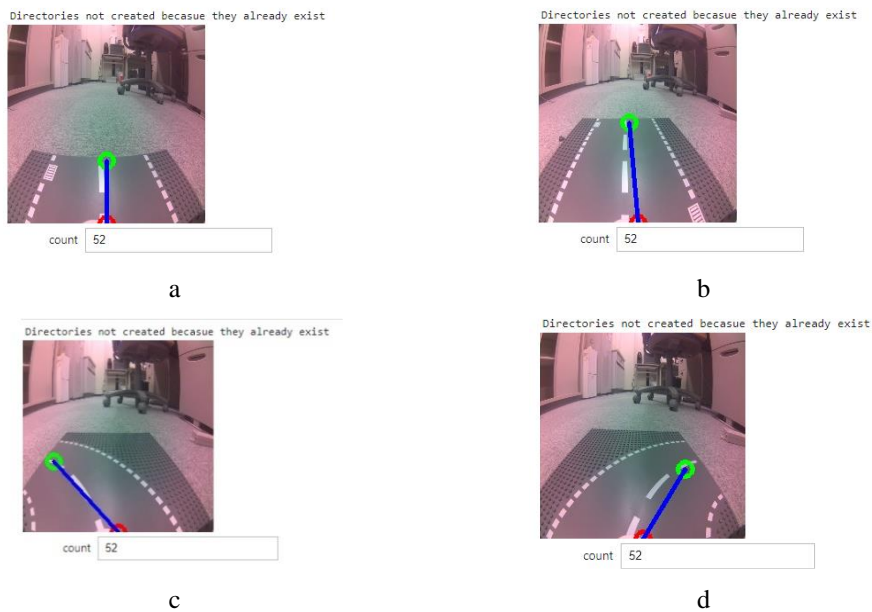 Directories not created becasue they already exist
count 52
a
Directories not created becasue they already exist
count 52
b
Directories not created becasue they already exist
count 52
c
Directories not created becasue they already exist
count 52
d